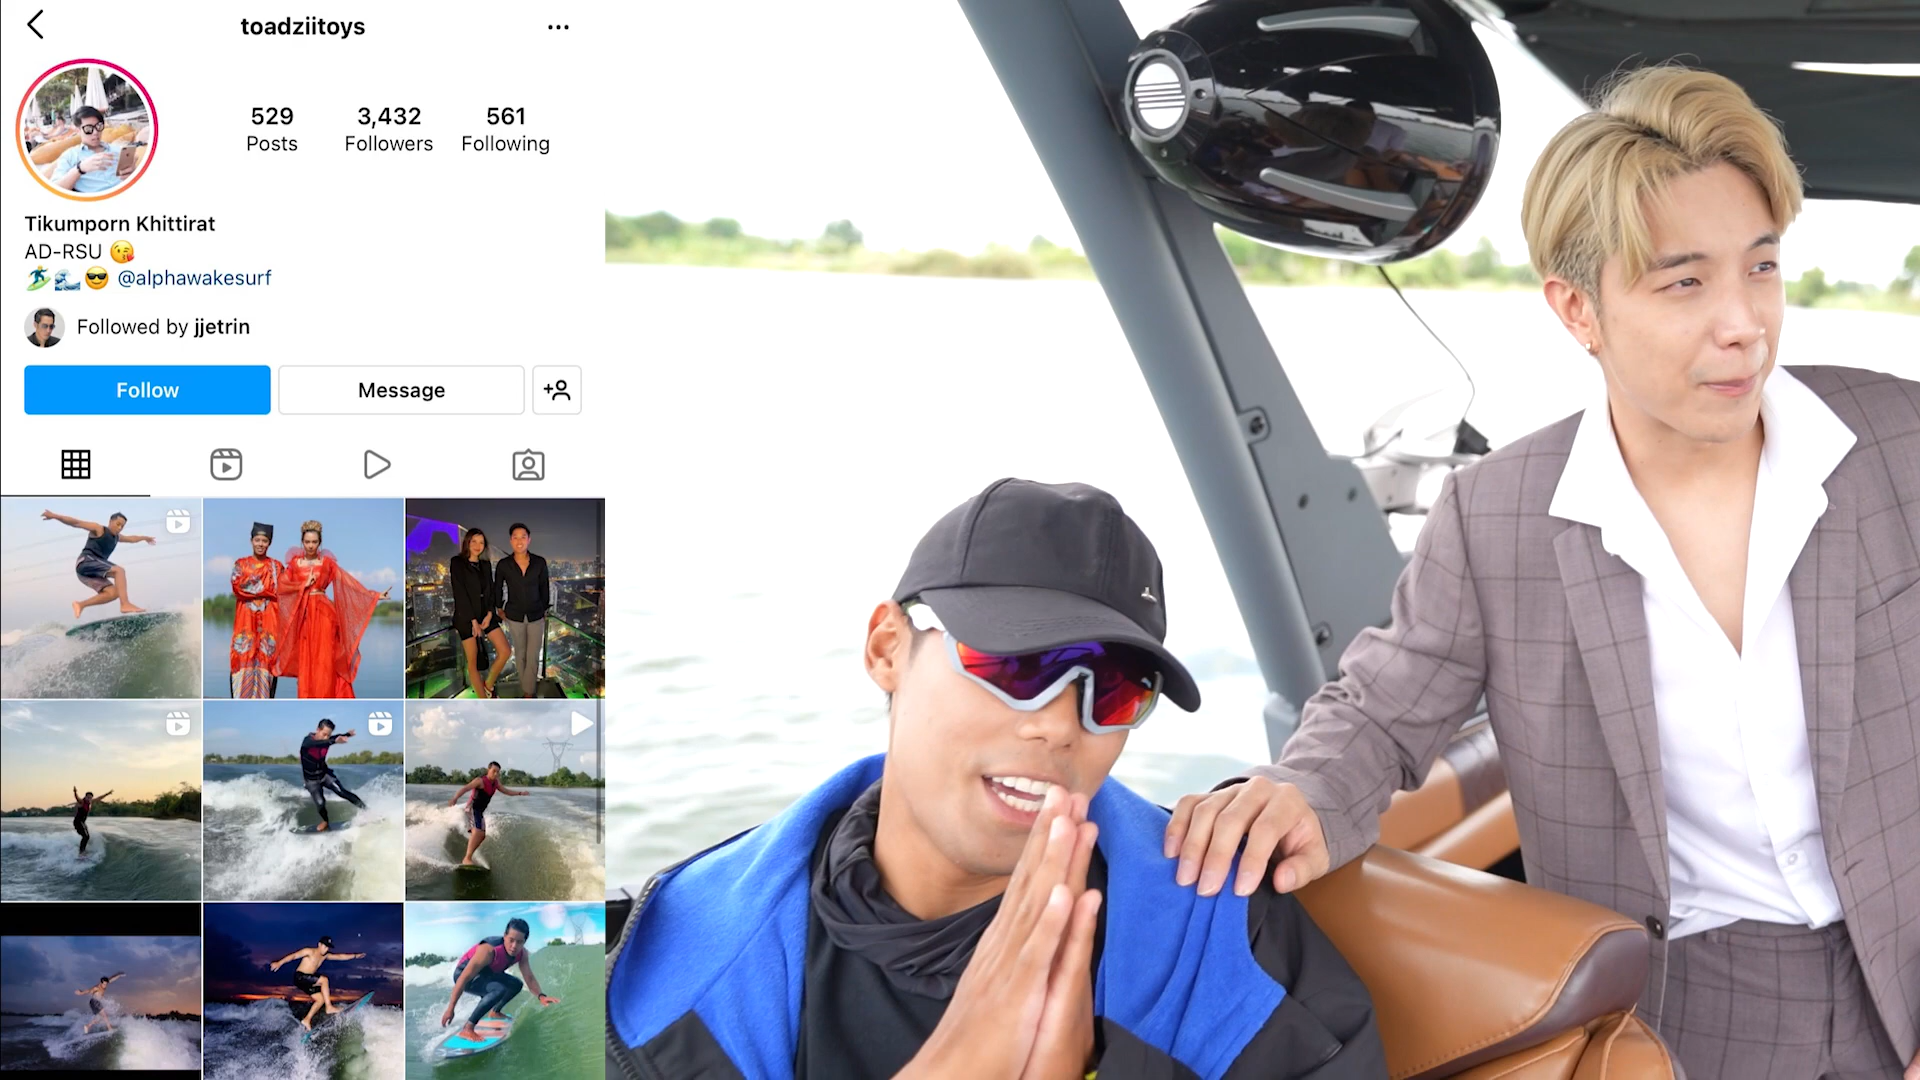 toadziitoys
529
3,432
561
Posts
Followers
Following
Tikumporn Khittirat
AD-RSU 😘
🏄‍♂️🌊😎 @alphawakesurf
Followed by jjetrin
Follow
Message